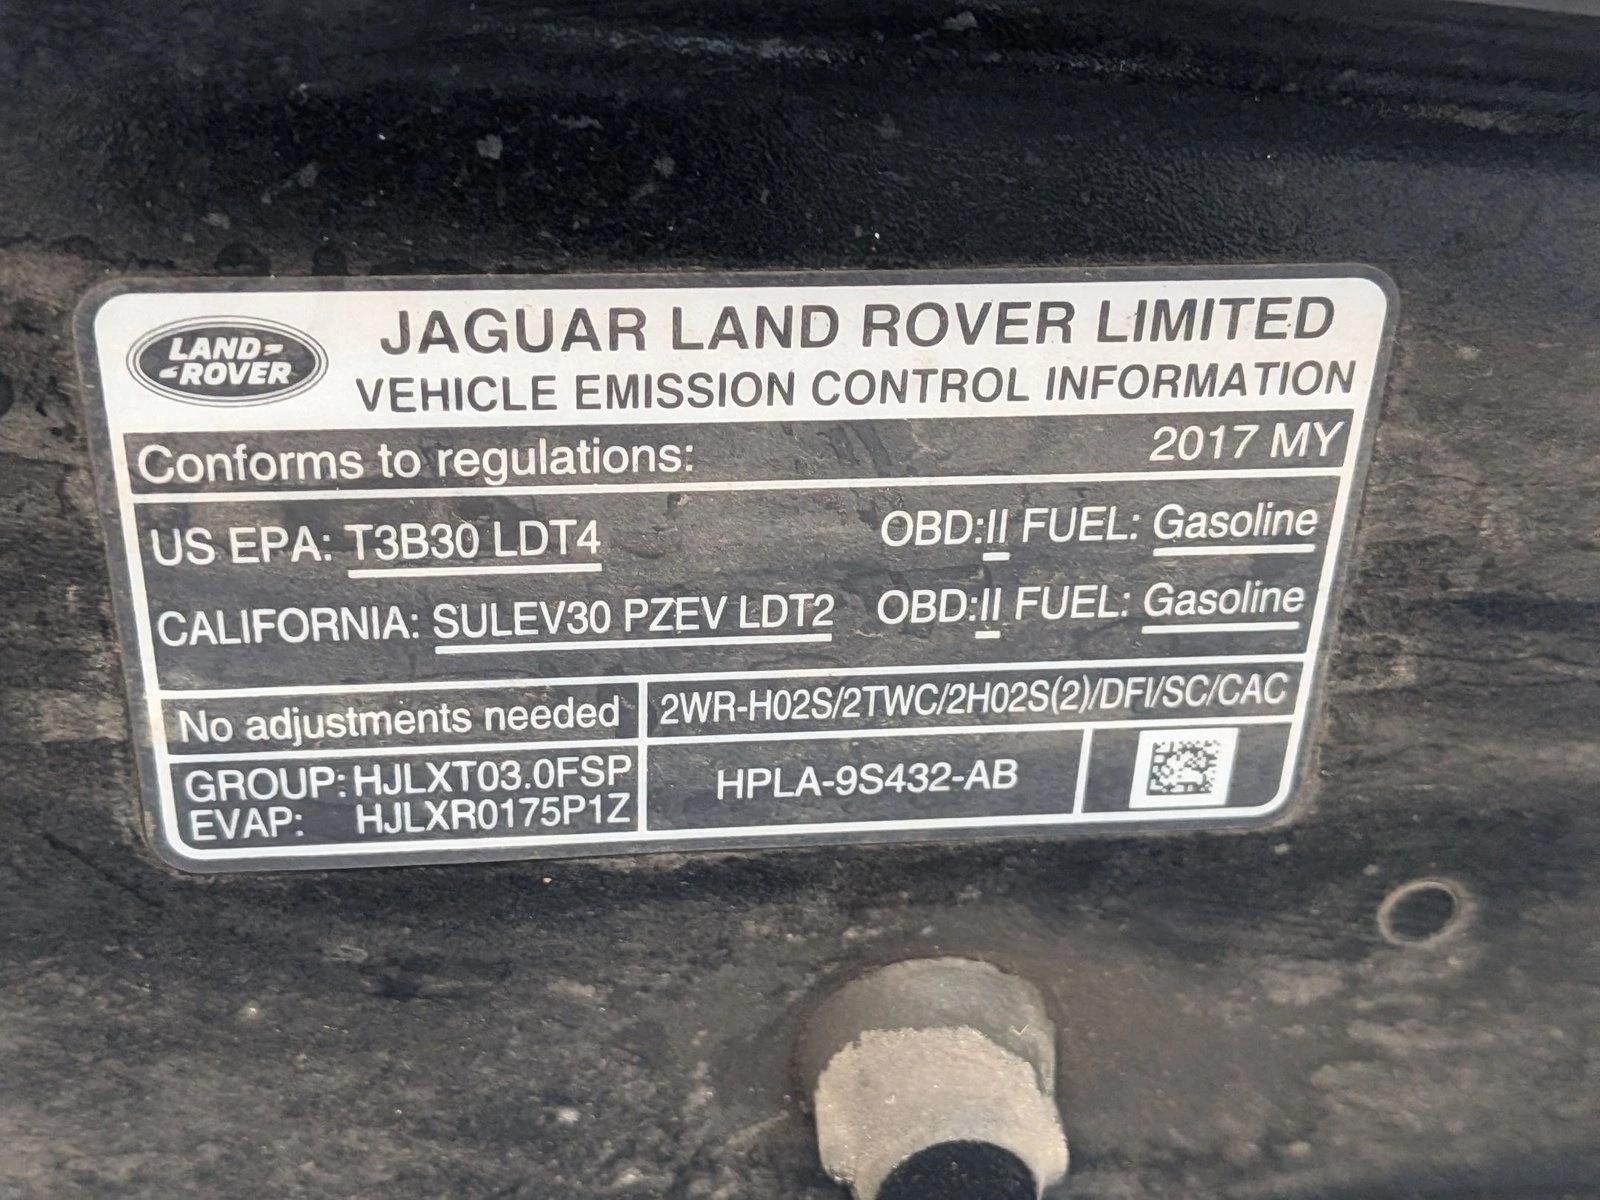 LAND-
-ROVER
JAGUAR LAND ROVER LIMITED
VEHICLE EMISSION CONTROL INFORMATION
Conforms to regulations: 2017 MY
US EPA: T3B30 LDT4 OBD:II FUEL: Gasoline
CALIFORNIA: SULEV30 PZEV LDT2 OBD:II FUEL: Gasoline
No adjustments needed 2WR-H02S/2TWC/2H02S(2)/DFI/SC/CAC
GROUP: HJLXT03.0FSP
EVAP: HJLXR0175P1Z
HPLA-9S432-AB